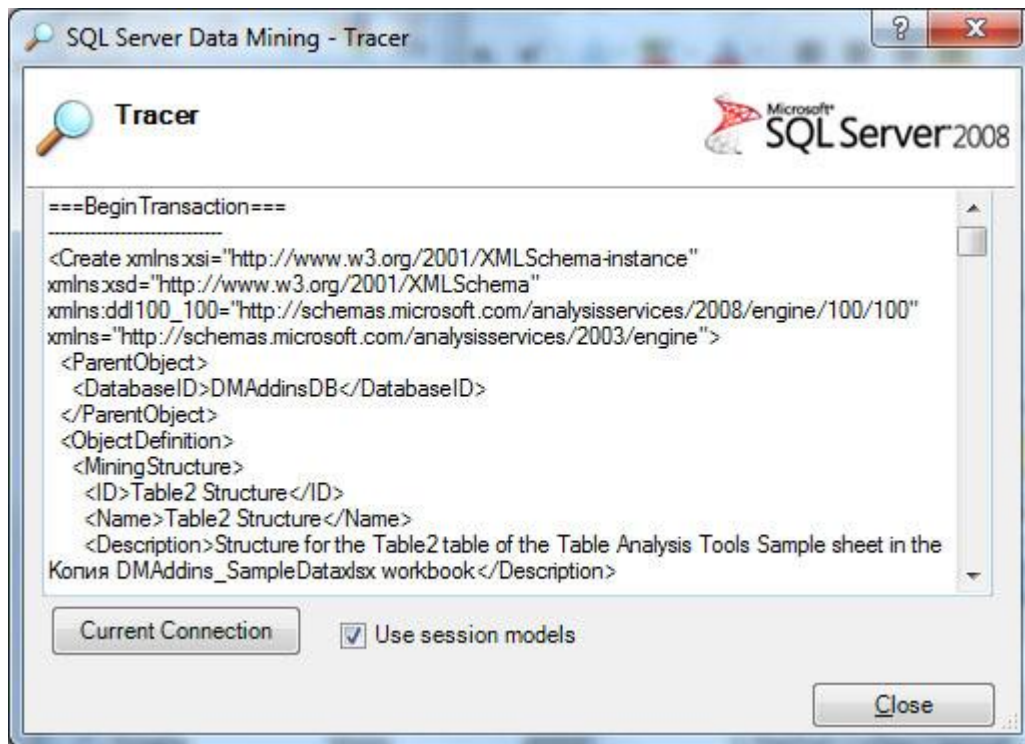 SQL Server Data Mining - Tracer
Tracer
Microsoft®
SQL Server 2008
===BeginTransaction===
-----------------------------
<Create xmlns:xsi="http://www.w3.org/2001/XMLSchema-instance"
xmlns:xsd="http://www.w3.org/2001/XMLSchema"
xmlns:ddl100_100="http://schemas.microsoft.com/analysisservices/2008/engine/100/100"
xmlns="http://schemas.microsoft.com/analysisservices/2003/engine">
<ParentObject>
<DatabaseID>DMAddinsDB</DatabaseID>
</ParentObject>
<ObjectDefinition>
<MiningStructure>
<ID>Table2 Structure</ID>
<Name>Table2 Structure</Name>
<Description>Structure for the Table2 table of the Table Analysis Tools Sample sheet in the
Копия DMAddins_SampleDataxlsx workbook</Description>
Current Connection
Use session models
Close